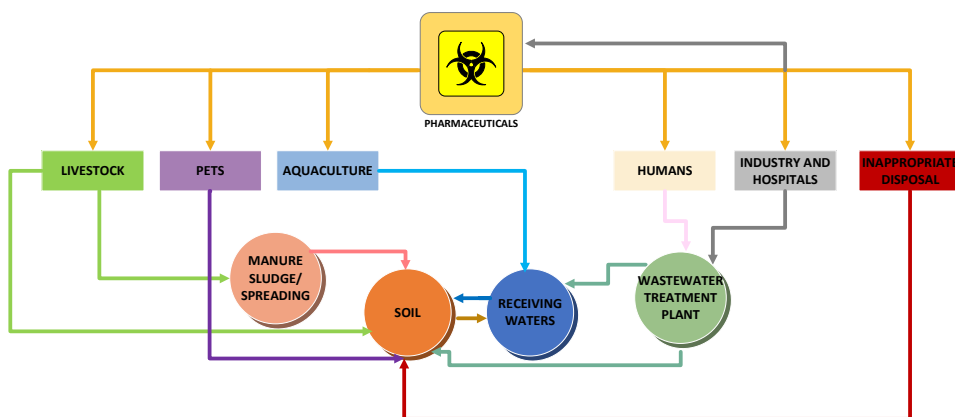 PHARMACEUTICALS
LIVESTOCK
PETS
AQUACULTURE
HUMANS
INDUSTRY AND
HOSPITALS
INAPPROPRIATE
DISPOSAL
MANURE
SLUDGE/
SPREADING
SOIL
RECEIVING
WATERS
WASTEWATER
TREATMENT
PLANT